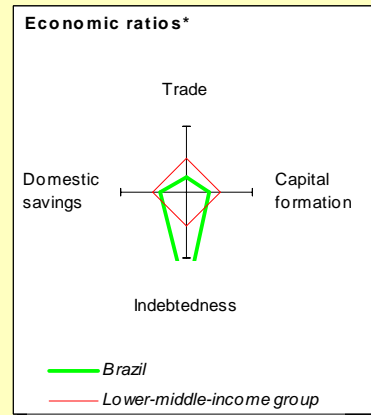 Economic ratios*
Trade
Domestic
savings
Capital
formation
Indebtedness
Brazil
Lower-middle-income group